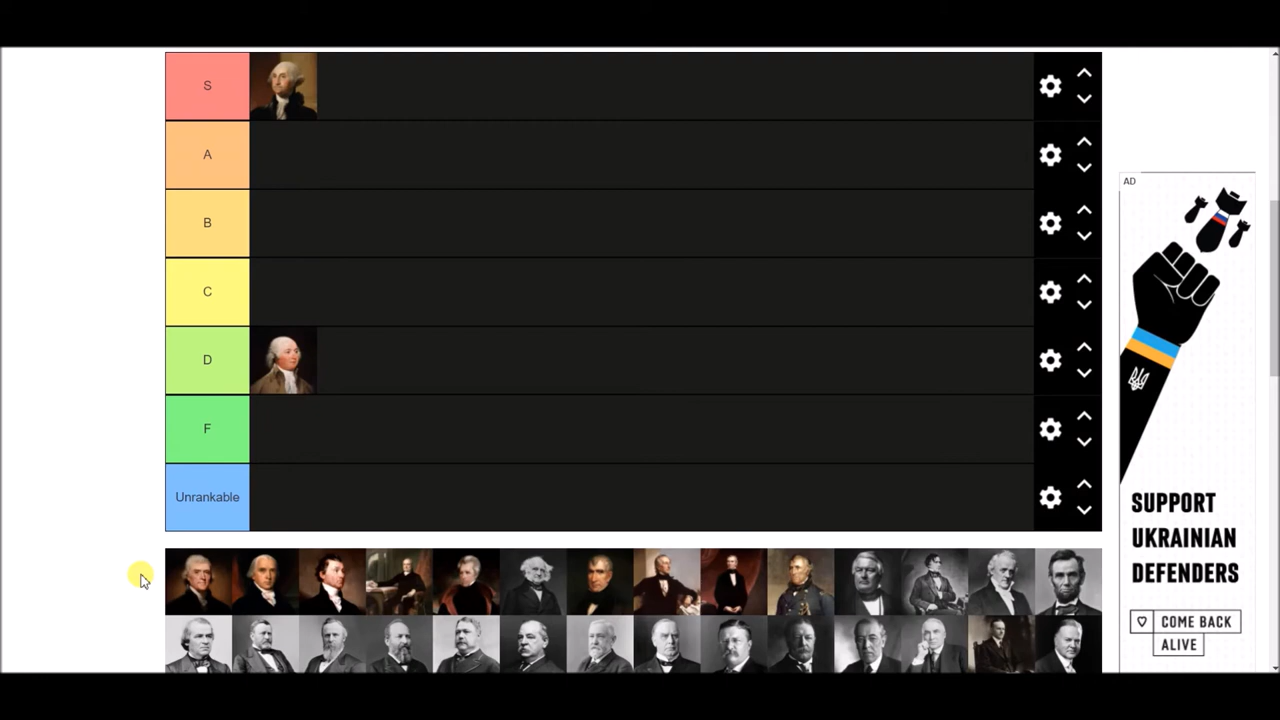 S
A
AD
B
C
D
F
Unrankable
SUPPORT
UKRAINIAN
DEFENDERS
COME BACK
ALIVE